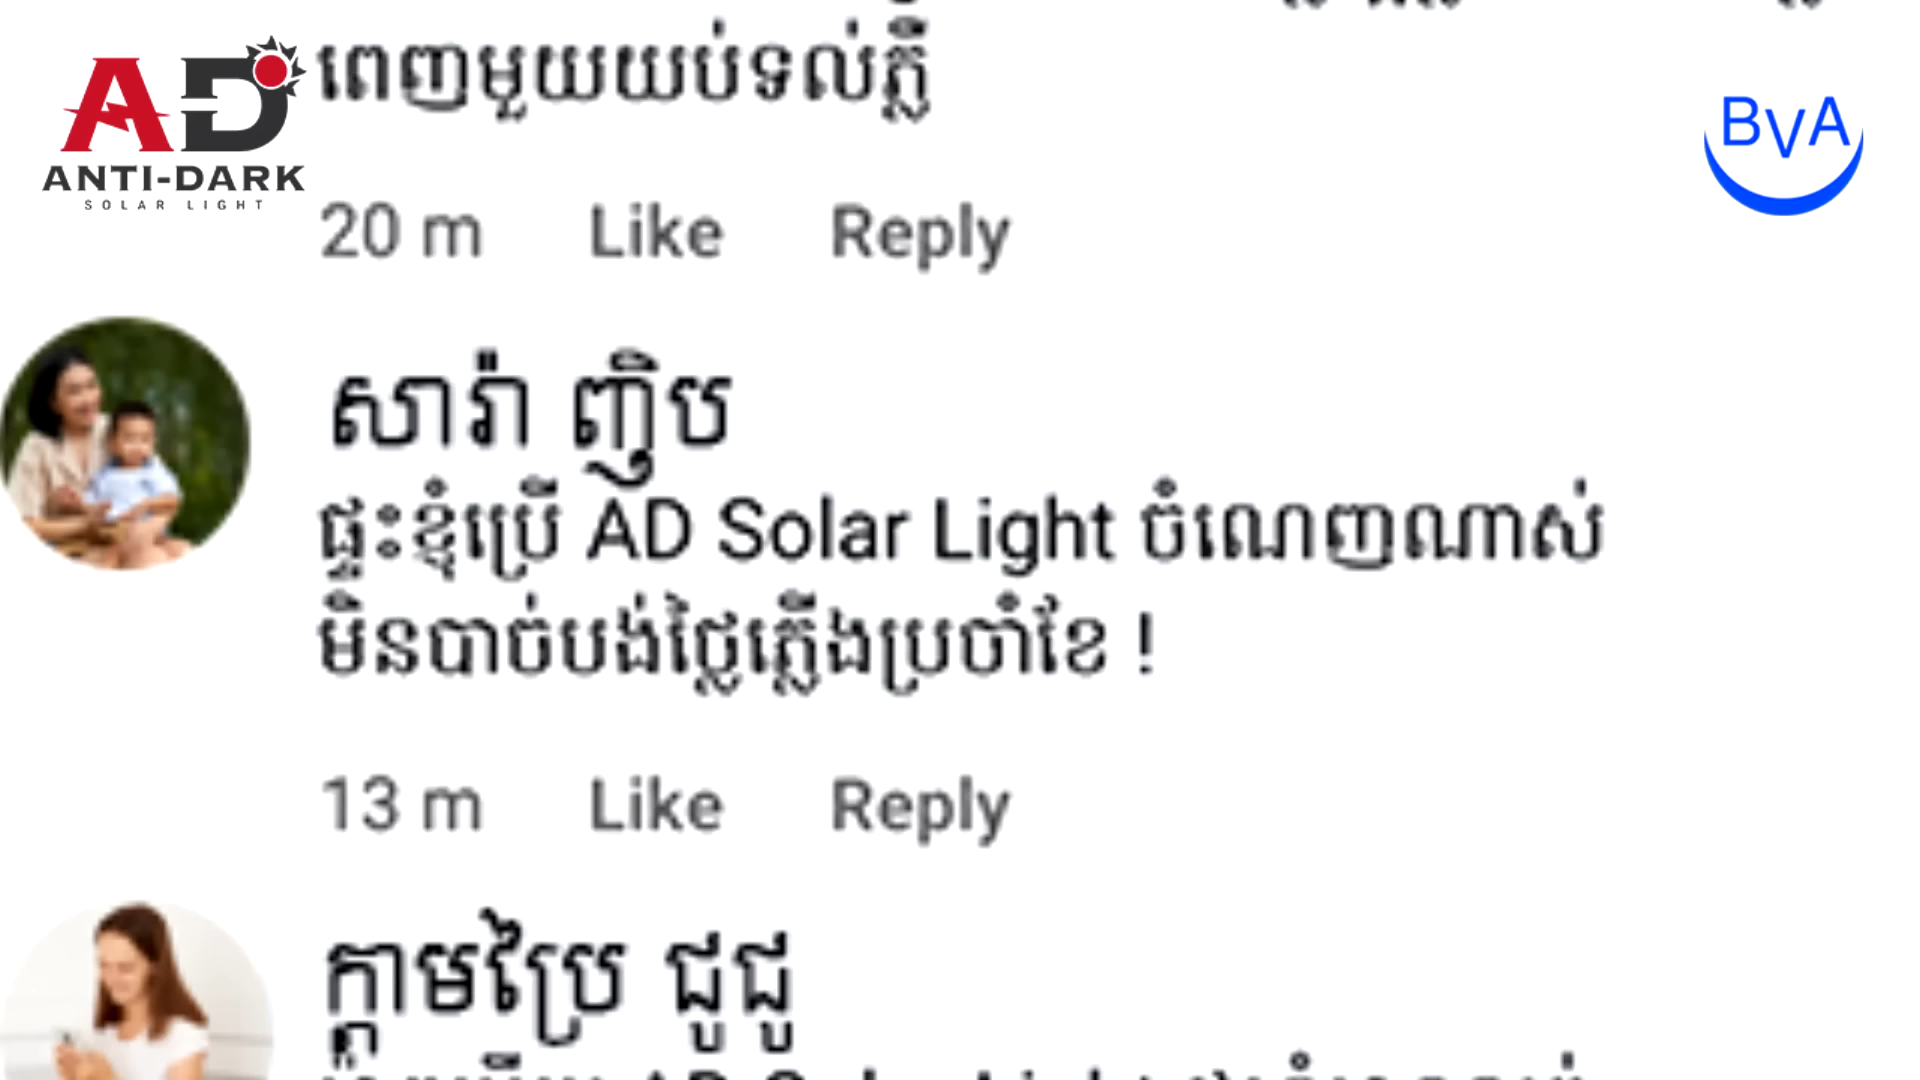 ពេញមួយយប់ទល់ភ្លឺ
AD
ANTI-DARK
SOLAR LIGHT
BVA
20 m Like Reply
សារ៉ា ញ៉ិប
ផ្ទះខ្ញុំប្រើ AD Solar Light ចំណេញណាស់
មិនបាច់បង់ថ្លៃភ្លើងប្រចាំខែ !
13 m Like Reply
ក្តាមប្រៃ ជូជូ